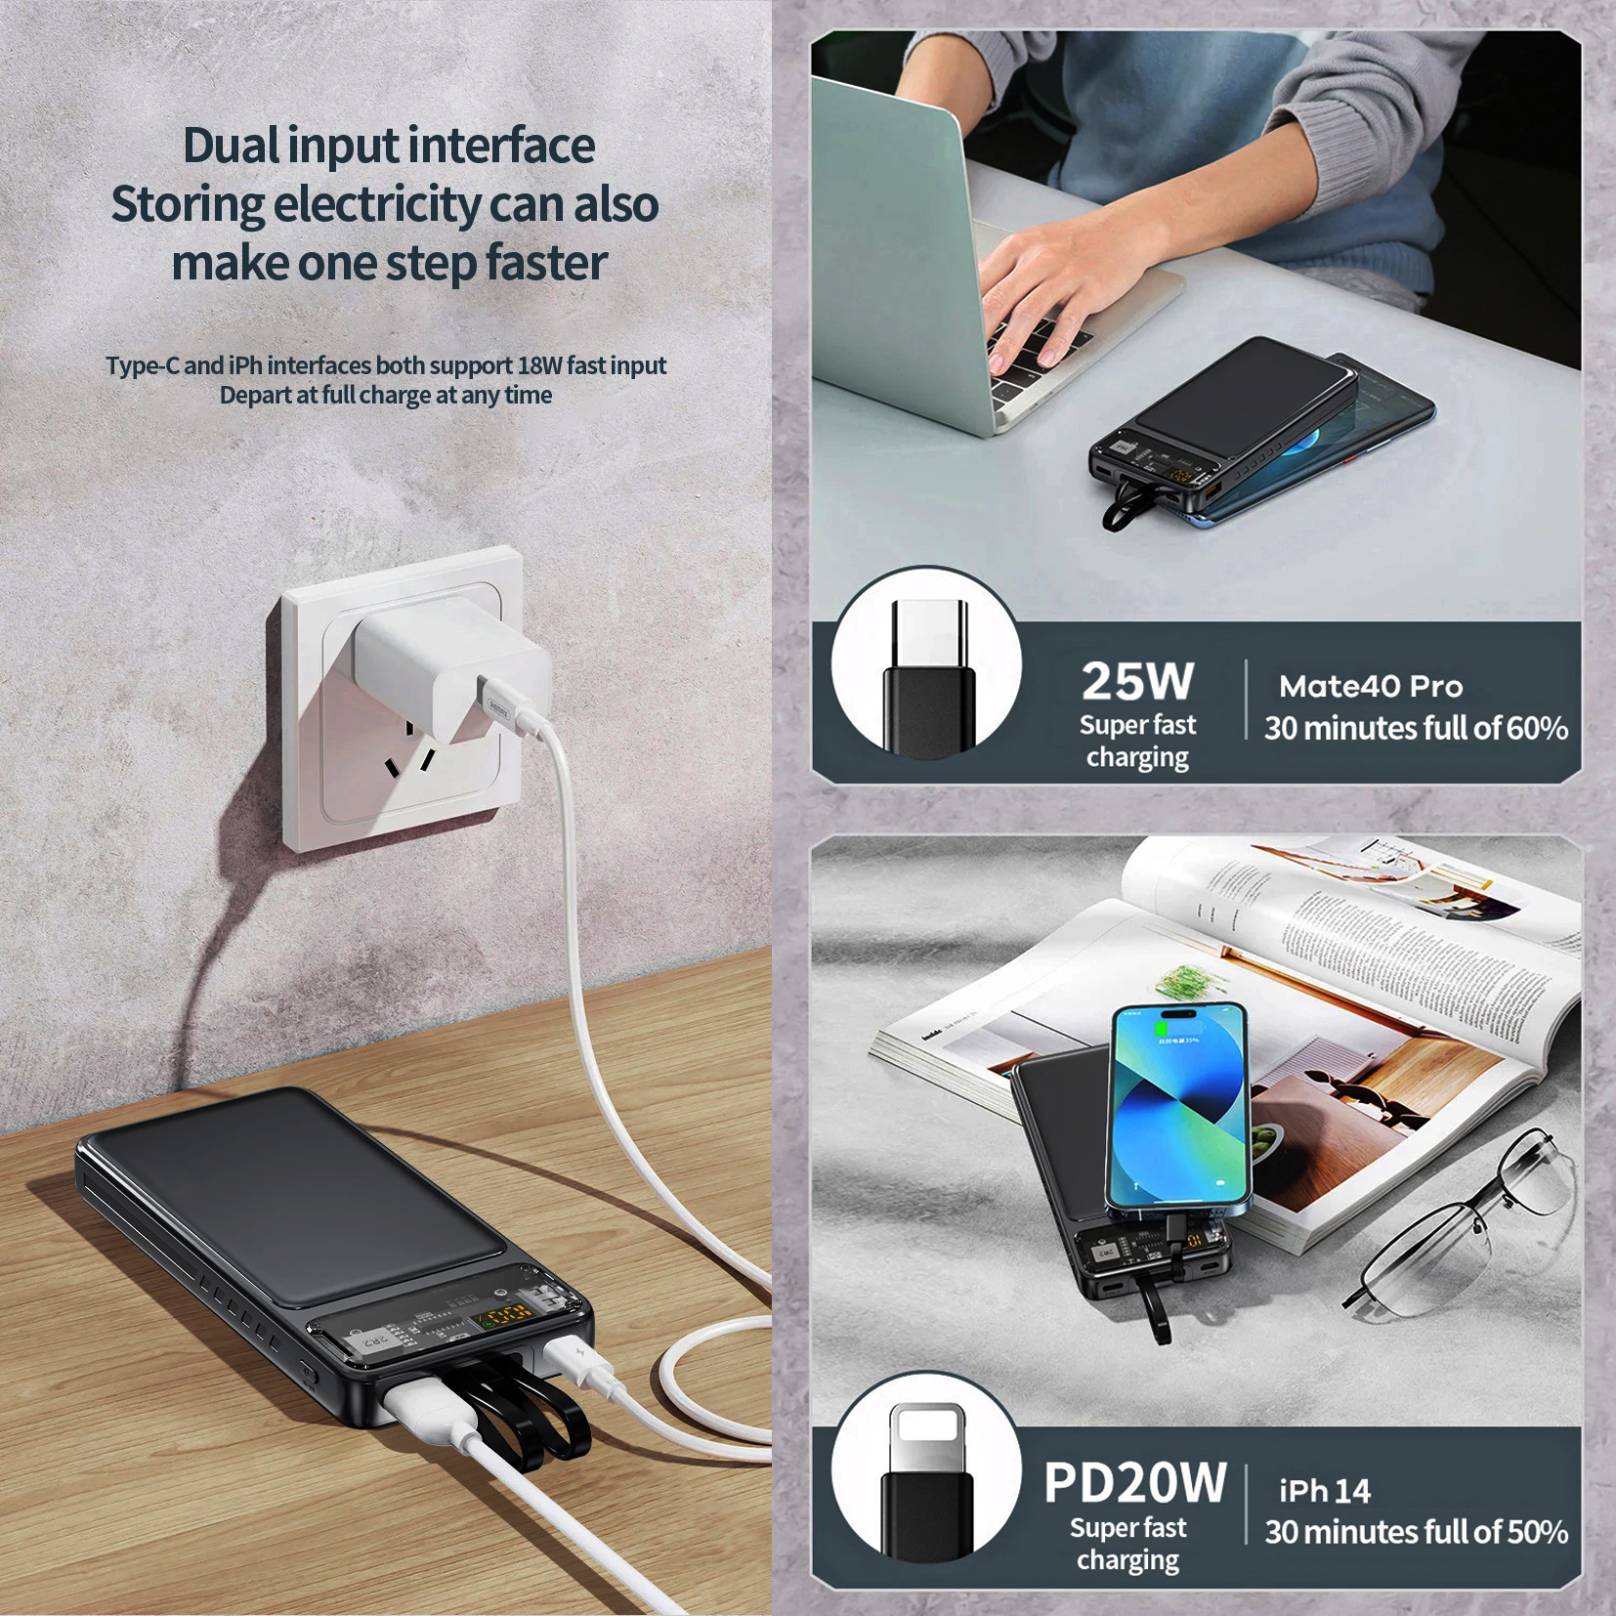 Dual input interface
Storing electricity can also
make one step faster
Type-C and iPh interfaces both support 18W fast input
Depart at full charge at any time
2R2
25W
Super fast
charging
Mate40 Pro
30 minutes full of 60%
2R2
PD20W
Super fast
charging
iPh 14
30 minutes full of 50%